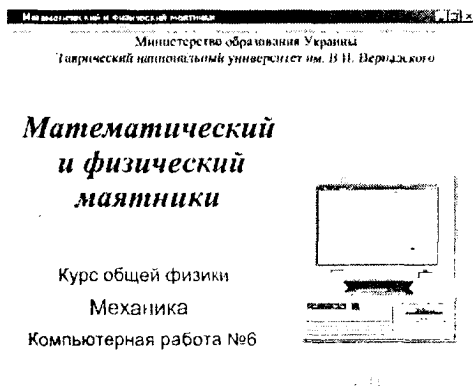 Математический и физический маятники
Министерство образования Украины
Таврический национальный университет им. В.И. Вернадского
Математический
и физический
маятники
Курс общей физики
Механика
Компьютерная работа №6